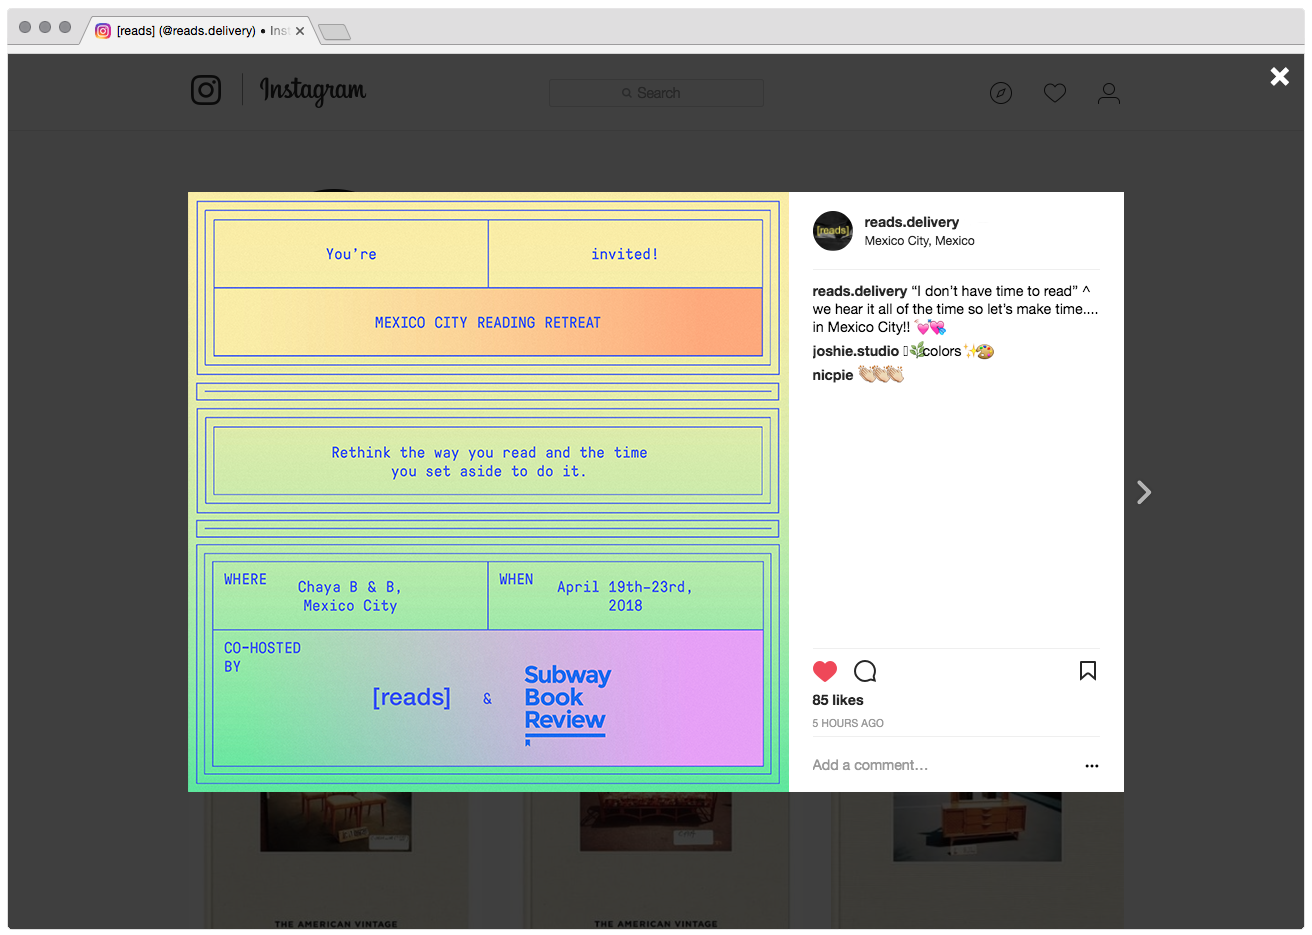 [reads] (@reads.delivery) • Inst
Instagram
Search
You’re
invited!
MEXICO CITY READING RETREAT
Rethink the way you read and the time
you set aside to do it.
WHERE
Chaya B & B,
Mexico City
WHEN
April 19th–23rd,
2018
CO-HOSTED
BY
[reads]
&
Subway
Book
Review
[reads]
reads.delivery
Mexico City, Mexico
reads.delivery “I don’t have time to read” ^
we hear it all of the time so let’s make time....
in Mexico City!! 💓💘
joshie.studio 🌿colors✨🎨
nicpie 👏🏻👏🏻👏🏻
85 likes
5 HOURS AGO
Add a comment…
THE AMERICAN VINTAGE
THE AMERICAN VINTAGE